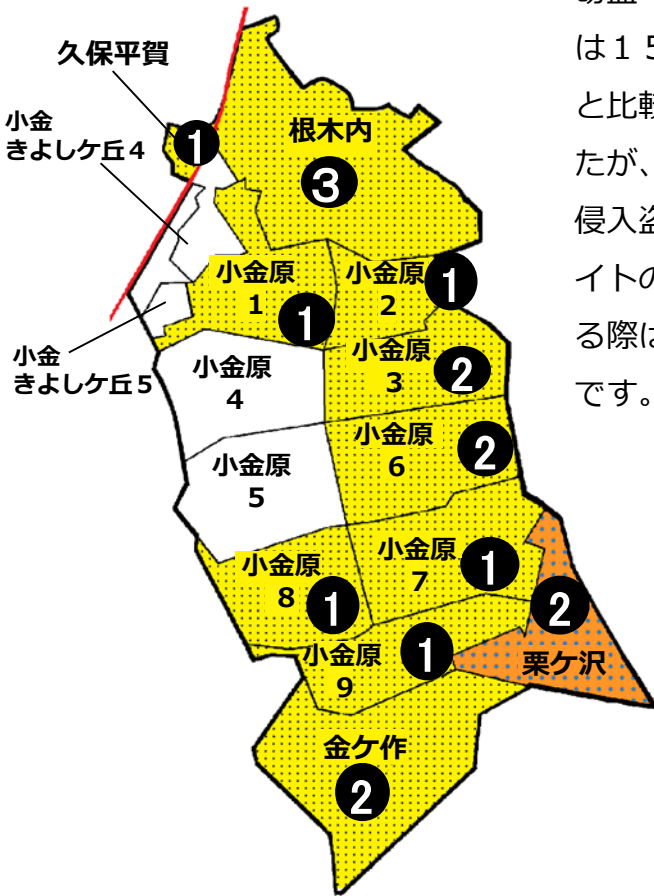 久保平賀
小金
きよしケ丘4
1
根木内
3
小金原
1
1
小金原
2
1
小金
きよしケ丘5
小金原
4
小金原
3
2
小金原
5
小金原
6
2
小金原
8
1
小金原
7
1
2
栗ケ沢
小金原
9
1
金ケ作
2
は15
と比較
たが、
侵入盗
イトの
る際は
です。